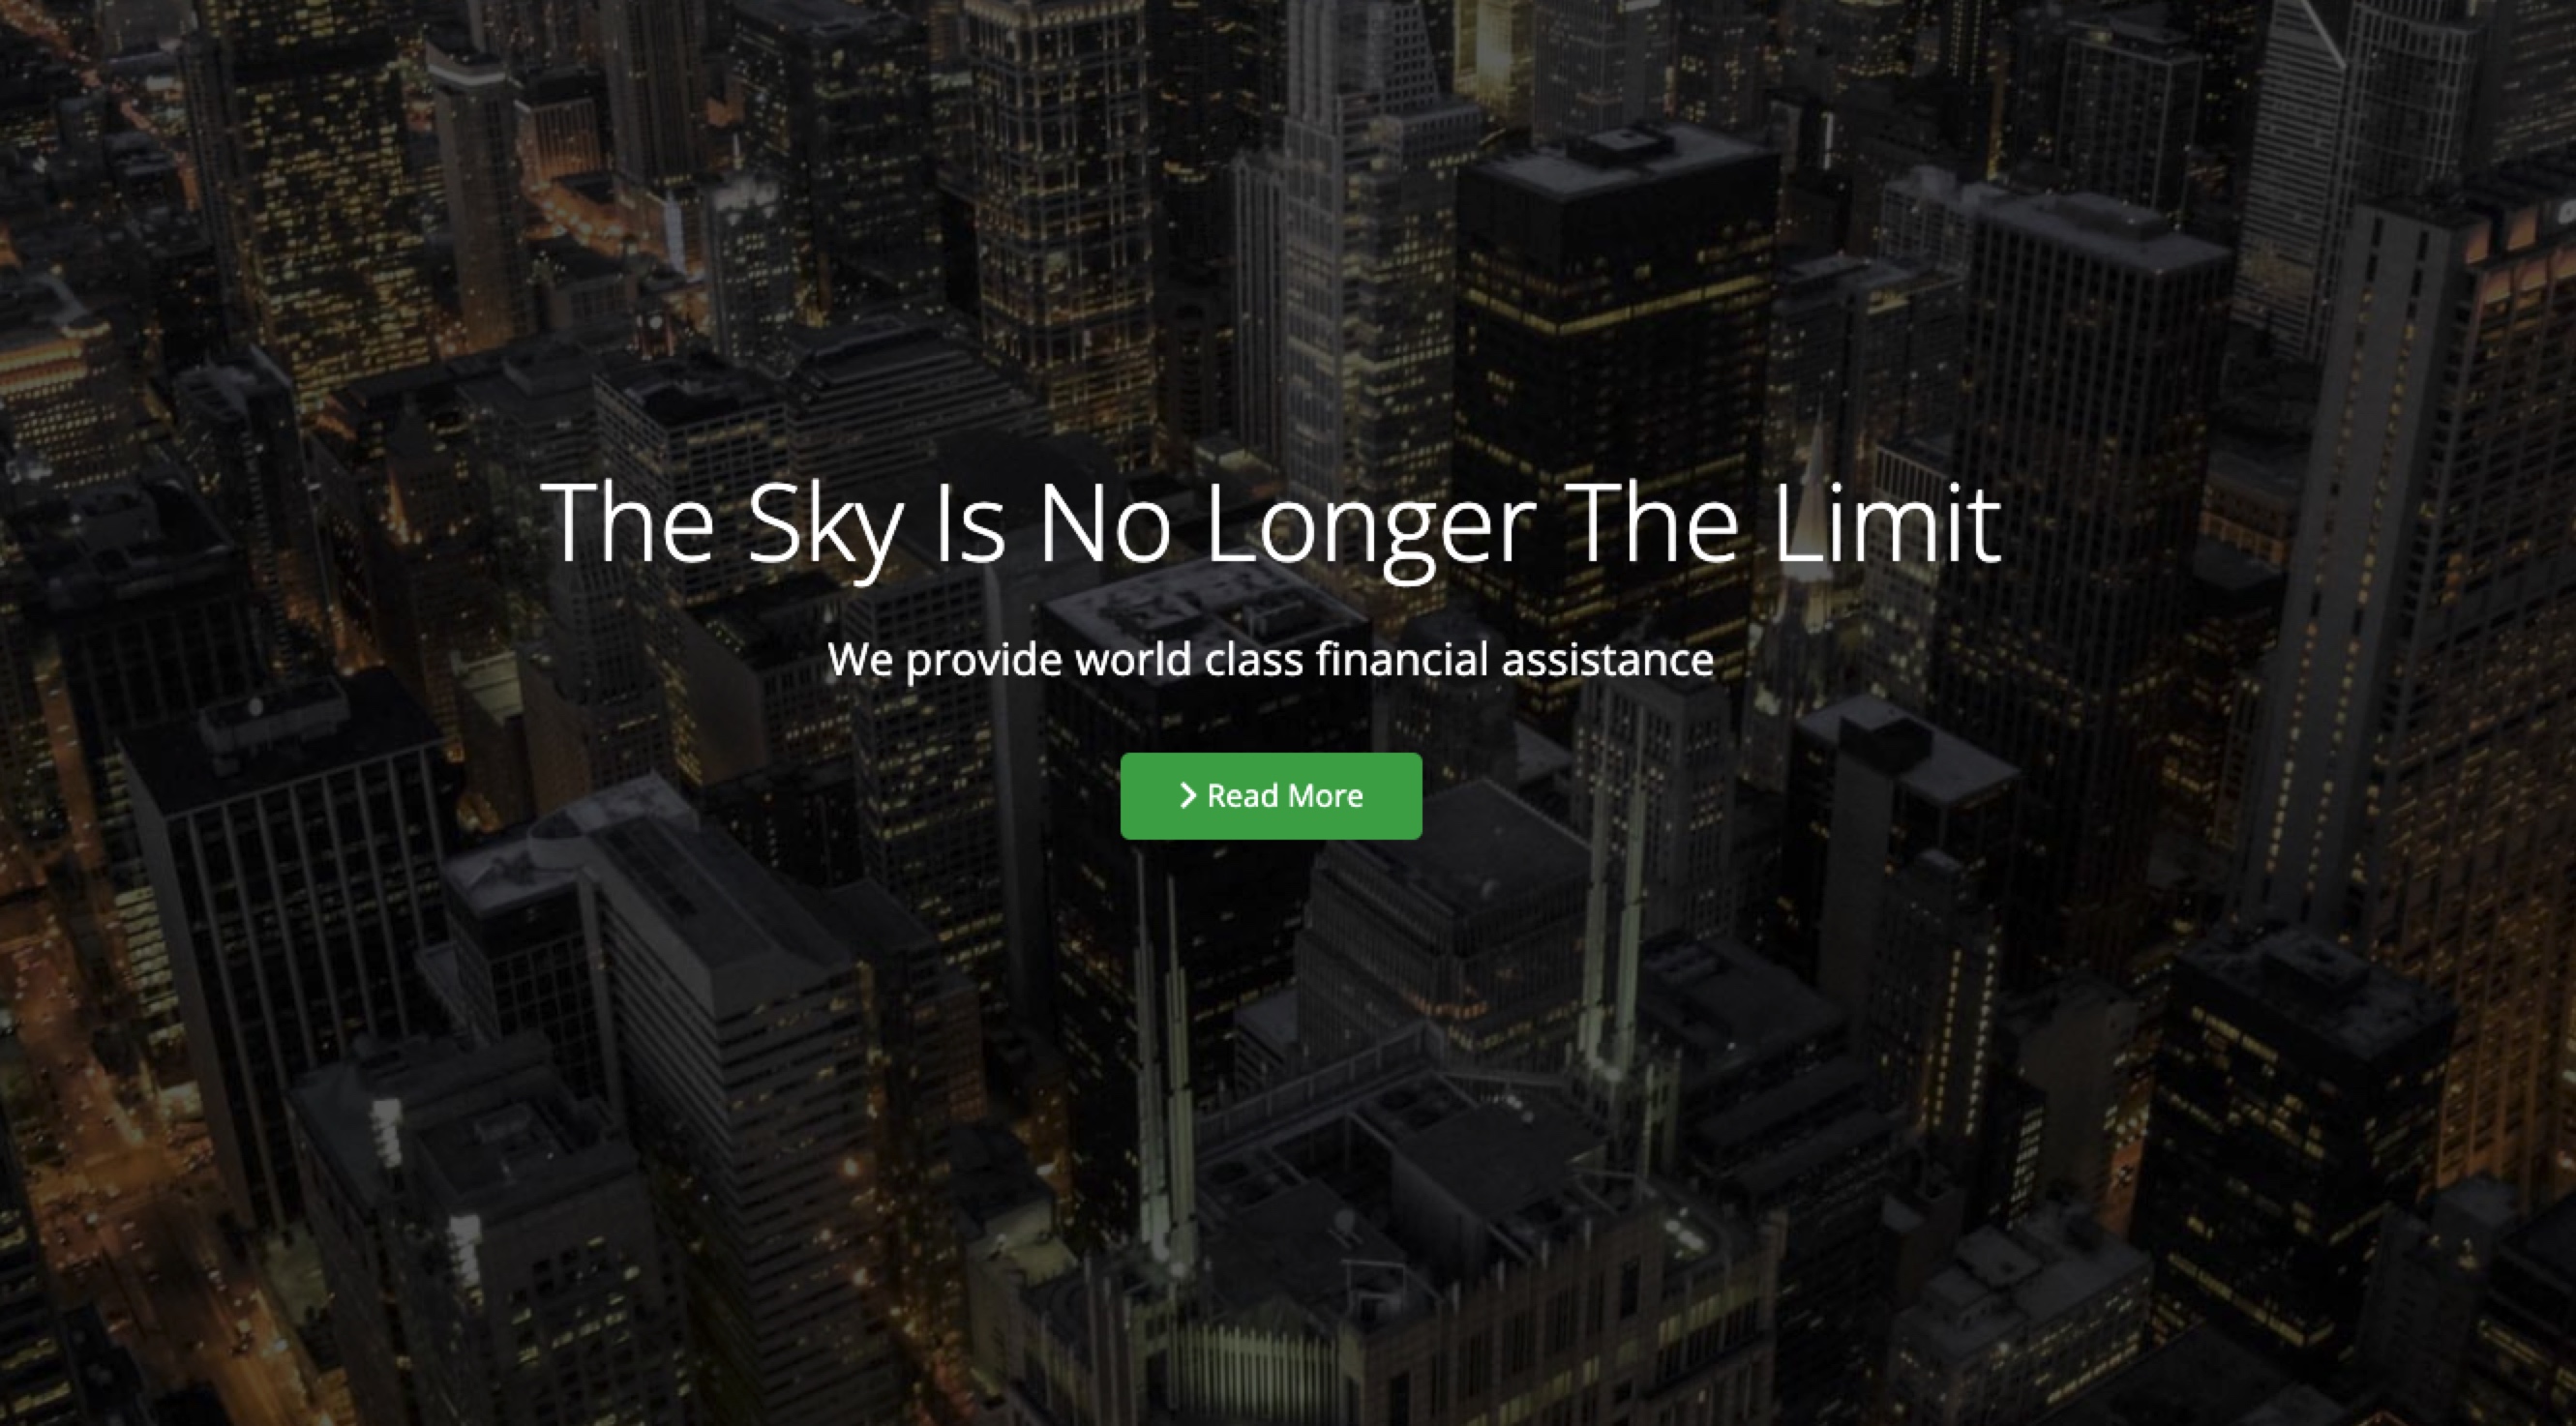 The Sky Is No Longer The Limit
We provide world class financial assistance
Read More